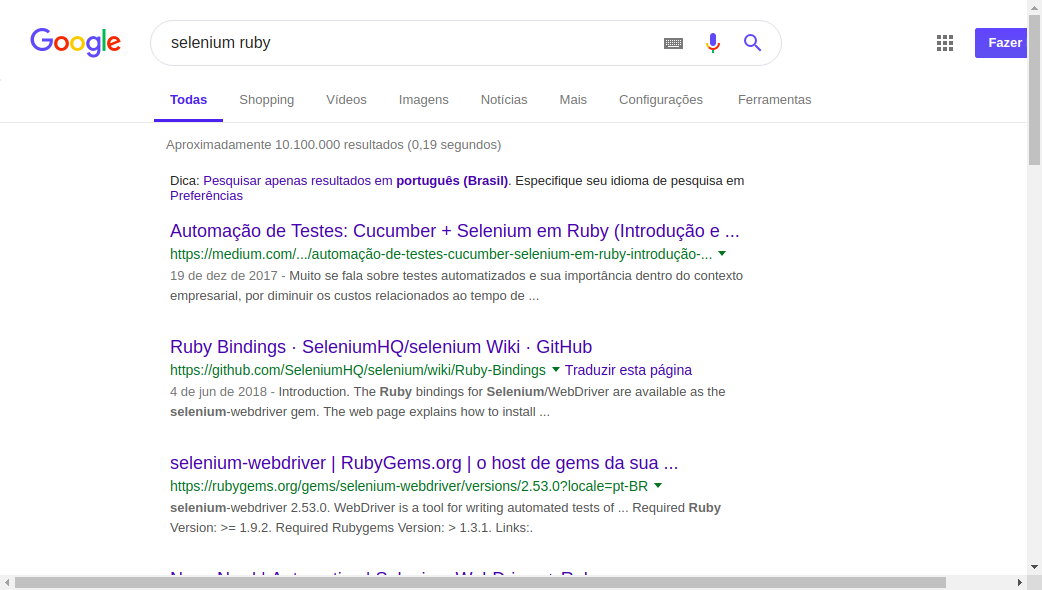 Google
selenium ruby
Fazer
Todas Shopping Vídeos Imagens Notícias Mais Configurações Ferramentas
Aproximadamente 10.100.000 resultados (0,19 segundos)
Dica: Pesquisar apenas resultados em português (Brasil). Especifique seu idioma de pesquisa em
Preferências
Automação de Testes: Cucumber + Selenium em Ruby (Introdução e ...
https://medium.com/.../automação-de-testes-cucumber-selenium-em-ruby-introdução-...
19 de dez de 2017 - Muito se fala sobre testes automatizados e sua importância dentro do contexto
empresarial, por diminuir os custos relacionados ao tempo de ...
Ruby Bindings · SeleniumHQ/selenium Wiki · GitHub
https://github.com/SeleniumHQ/selenium/wiki/Ruby-Bindings Traduzir esta página
4 de jun de 2018 - Introduction. The Ruby bindings for Selenium/WebDriver are available as the
selenium-webdriver gem. The web page explains how to install ...
selenium-webdriver | RubyGems.org | o host de gems da sua ...
https://rubygems.org/gems/selenium-webdriver/versions/2.53.0?locale=pt-BR
selenium-webdriver 2.53.0. WebDriver is a tool for writing automated tests of ... Required Ruby
Version: >= 1.9.2. Required Rubygems Version: > 1.3.1. Links:.